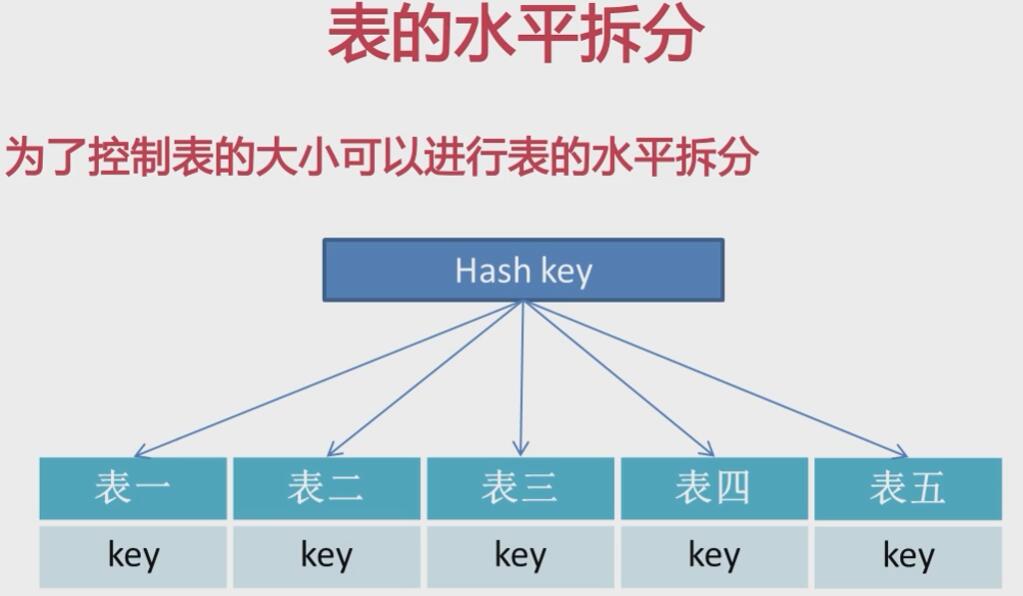 表的水平拆分
为了控制表的大小可以进行表的水平拆分
Hash key
表一 表二 表三 表四 表五
key key key key key